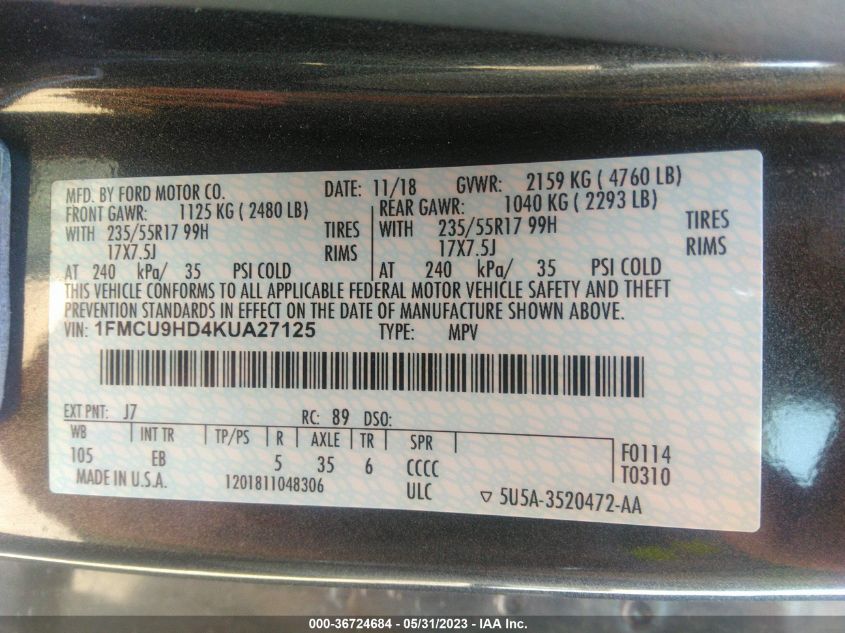 MFD. BY FORD MOTOR CO. DATE: 11/18 GVWR: 2159 KG ( 4760 LB)
FRONT GAWR: 1125 KG ( 2480 LB) REAR GAWR: 1040 KG ( 2293 LB)
WITH 235/55R17 99H TIRES WITH 235/55R17 99H TIRES
17X7.5J RIMS 17X7.5J RIMS
AT 240 kPa/ 35 PSI COLD AT 240 kPa/ 35 PSI COLD
THIS VEHICLE CONFORMS TO ALL APPLICABLE FEDERAL MOTOR VEHICLE SAFETY AND THEFT
PREVENTION STANDARDS IN EFFECT ON THE DATE OF MANUFACTURE SHOWN ABOVE.
VIN: 1FMCU9HD4KUA27125 TYPE: MPV
EXT PNT: J7 RC: 89 DSO:
WB INT TR TP/PS R AXLE TR SPR
105 EB 5 35 6 CCCC F0114
MADE IN U.S.A. 1201811048306 ULC T0310
▽ 5U5A-3520472-AA
000-36724684 — 05/31/2023 — IAA Inc.